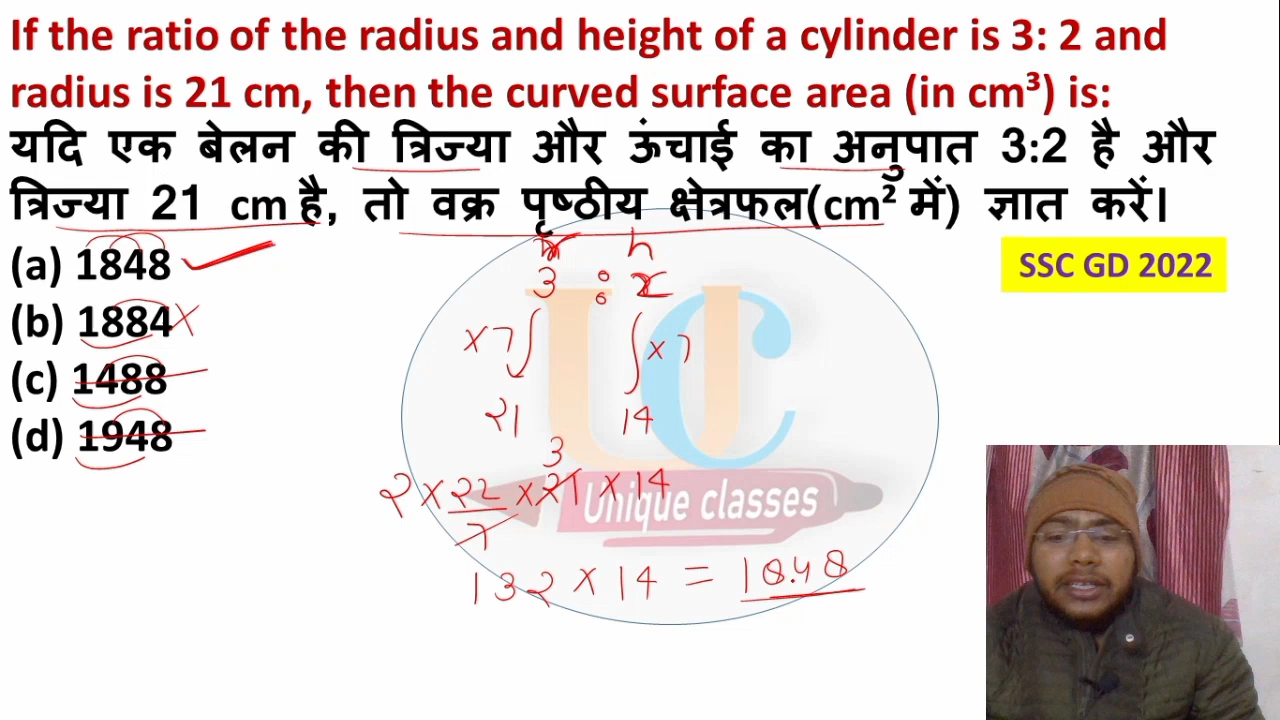 If the ratio of the radius and height of a cylinder is 3: 2 and
radius is 21 cm, then the curved surface area (in cm³) is:
यदि एक बेलन की त्रिज्या और ऊंचाई का अनुपात 3:2 है और
त्रिज्या 21 cm है, तो वक्र पृष्ठीय क्षेत्रफल(cm² में) ज्ञात करें।
(a) 1848
SSC GD 2022
(b) 1884
(c) 1488
(d) 1948
r h
3 : 2
×7 ×7
21 14
3
2 × 22 × 21 × 14
7
Unique classes
132 × 14 = 1848